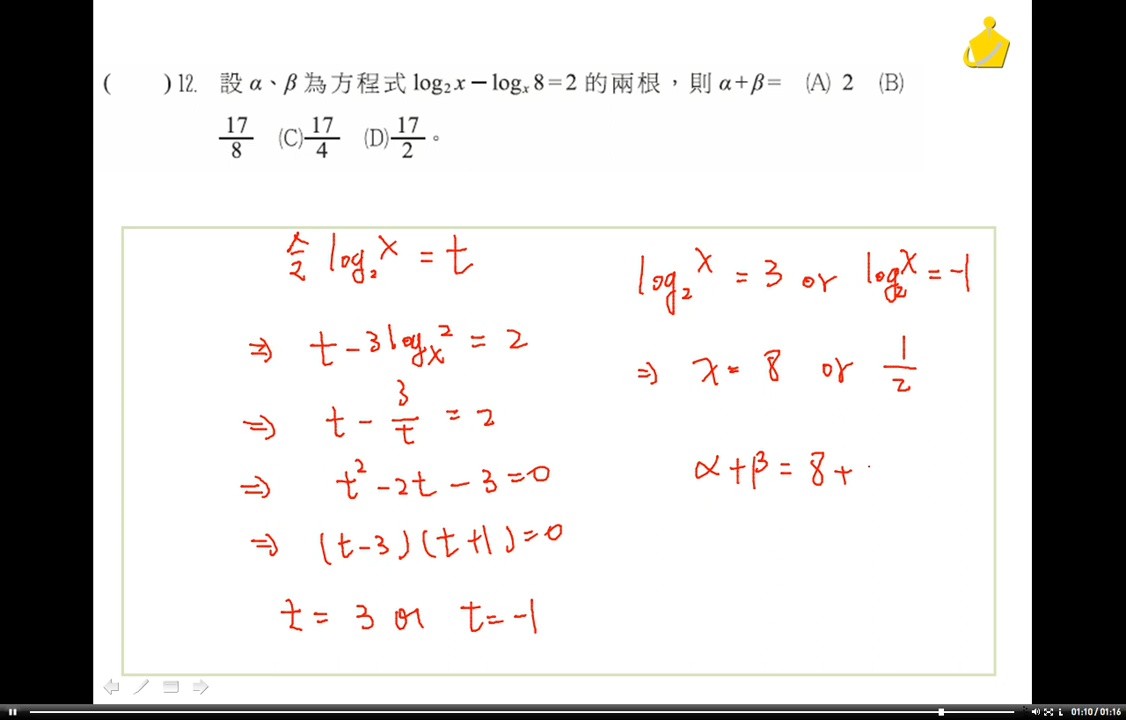 ( ) 12. 設 α、β 為方程式 log₂x－logₓ8＝2 的兩根，則 α＋β＝ (A) 2 (B)
17/8 (C) 17/4 (D) 17/2。
令 log₂x = t
⇒ t - 3logₓ2 = 2
⇒ t - 3/t = 2
⇒ t² - 2t - 3 = 0
⇒ (t-3)(t+1) = 0
t = 3 or t = -1
log₂x = 3 or log₂x = -1
⇒ x = 8 or 1/2
α+β = 8+
01:10/01:16